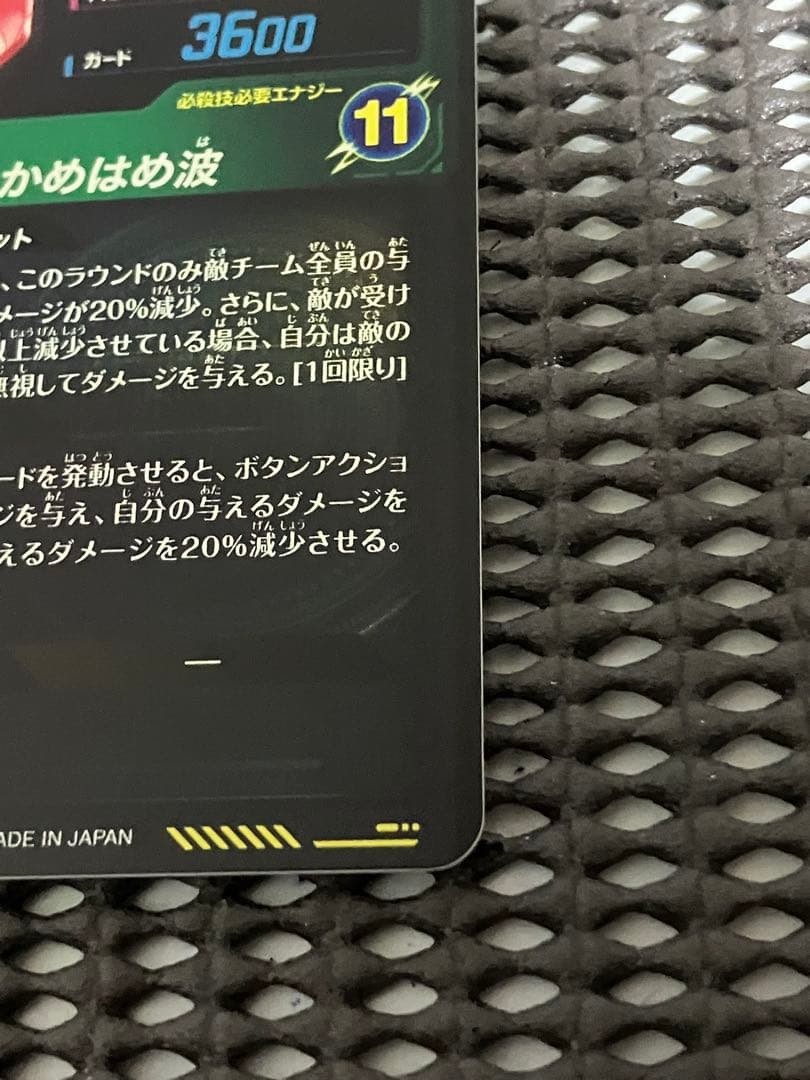 ガード 3600
必殺技必要エナジー 11
かめはめ波
ット
、このラウンドのみ敵チーム全員の与
メージが20%減少。さらに、敵が受け
上減少させている場合、自分は敵の
無視してダメージを与える。[1回限り]
ードを発動させると、ボタンアクショ
ジを与え、自分の与えるダメージを
えるダメージを20%減少させる。
—
ADE IN JAPAN